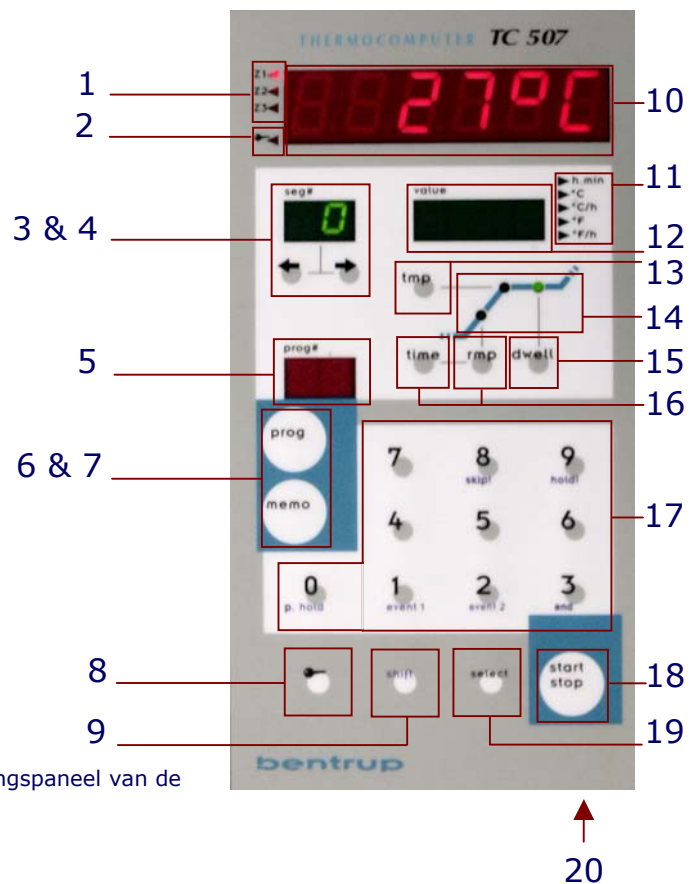 THERMOCOMPUTER TC 507
1
Z1
Z2
Z3
2
27°C
10
seg#
0
3 & 4
value
h.min
°C
°C/h
°F
°F/h
11
12
13
tmp
14
5
prog#
time
rmp
dwell
15
16
6 & 7
prog
memo
7
8
skip!
9
hold!
4
5
6
17
0
p. hold
1
event 1
2
event 2
3
end
8
shift
select
start
stop
18
9
19
bentrup
ngspaneel van de
20